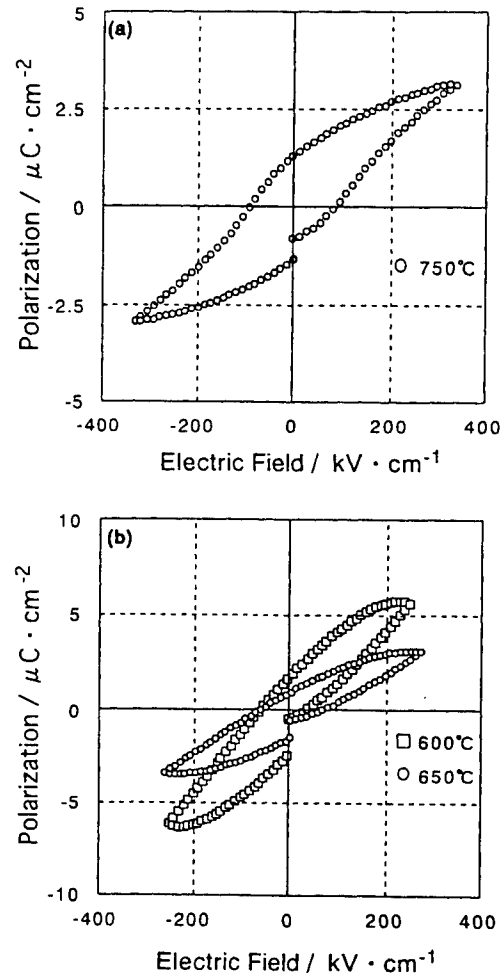 (a)
5
2.5
0
-2.5
-5
Polarization / μC · cm⁻²
○ 750℃
-400 -200 0 200 400
Electric Field / kV · cm⁻¹
(b)
10
5
0
-5
-10
Polarization / μC · cm⁻²
□ 600℃
○ 650℃
-400 -200 0 200 400
Electric Field / kV · cm⁻¹